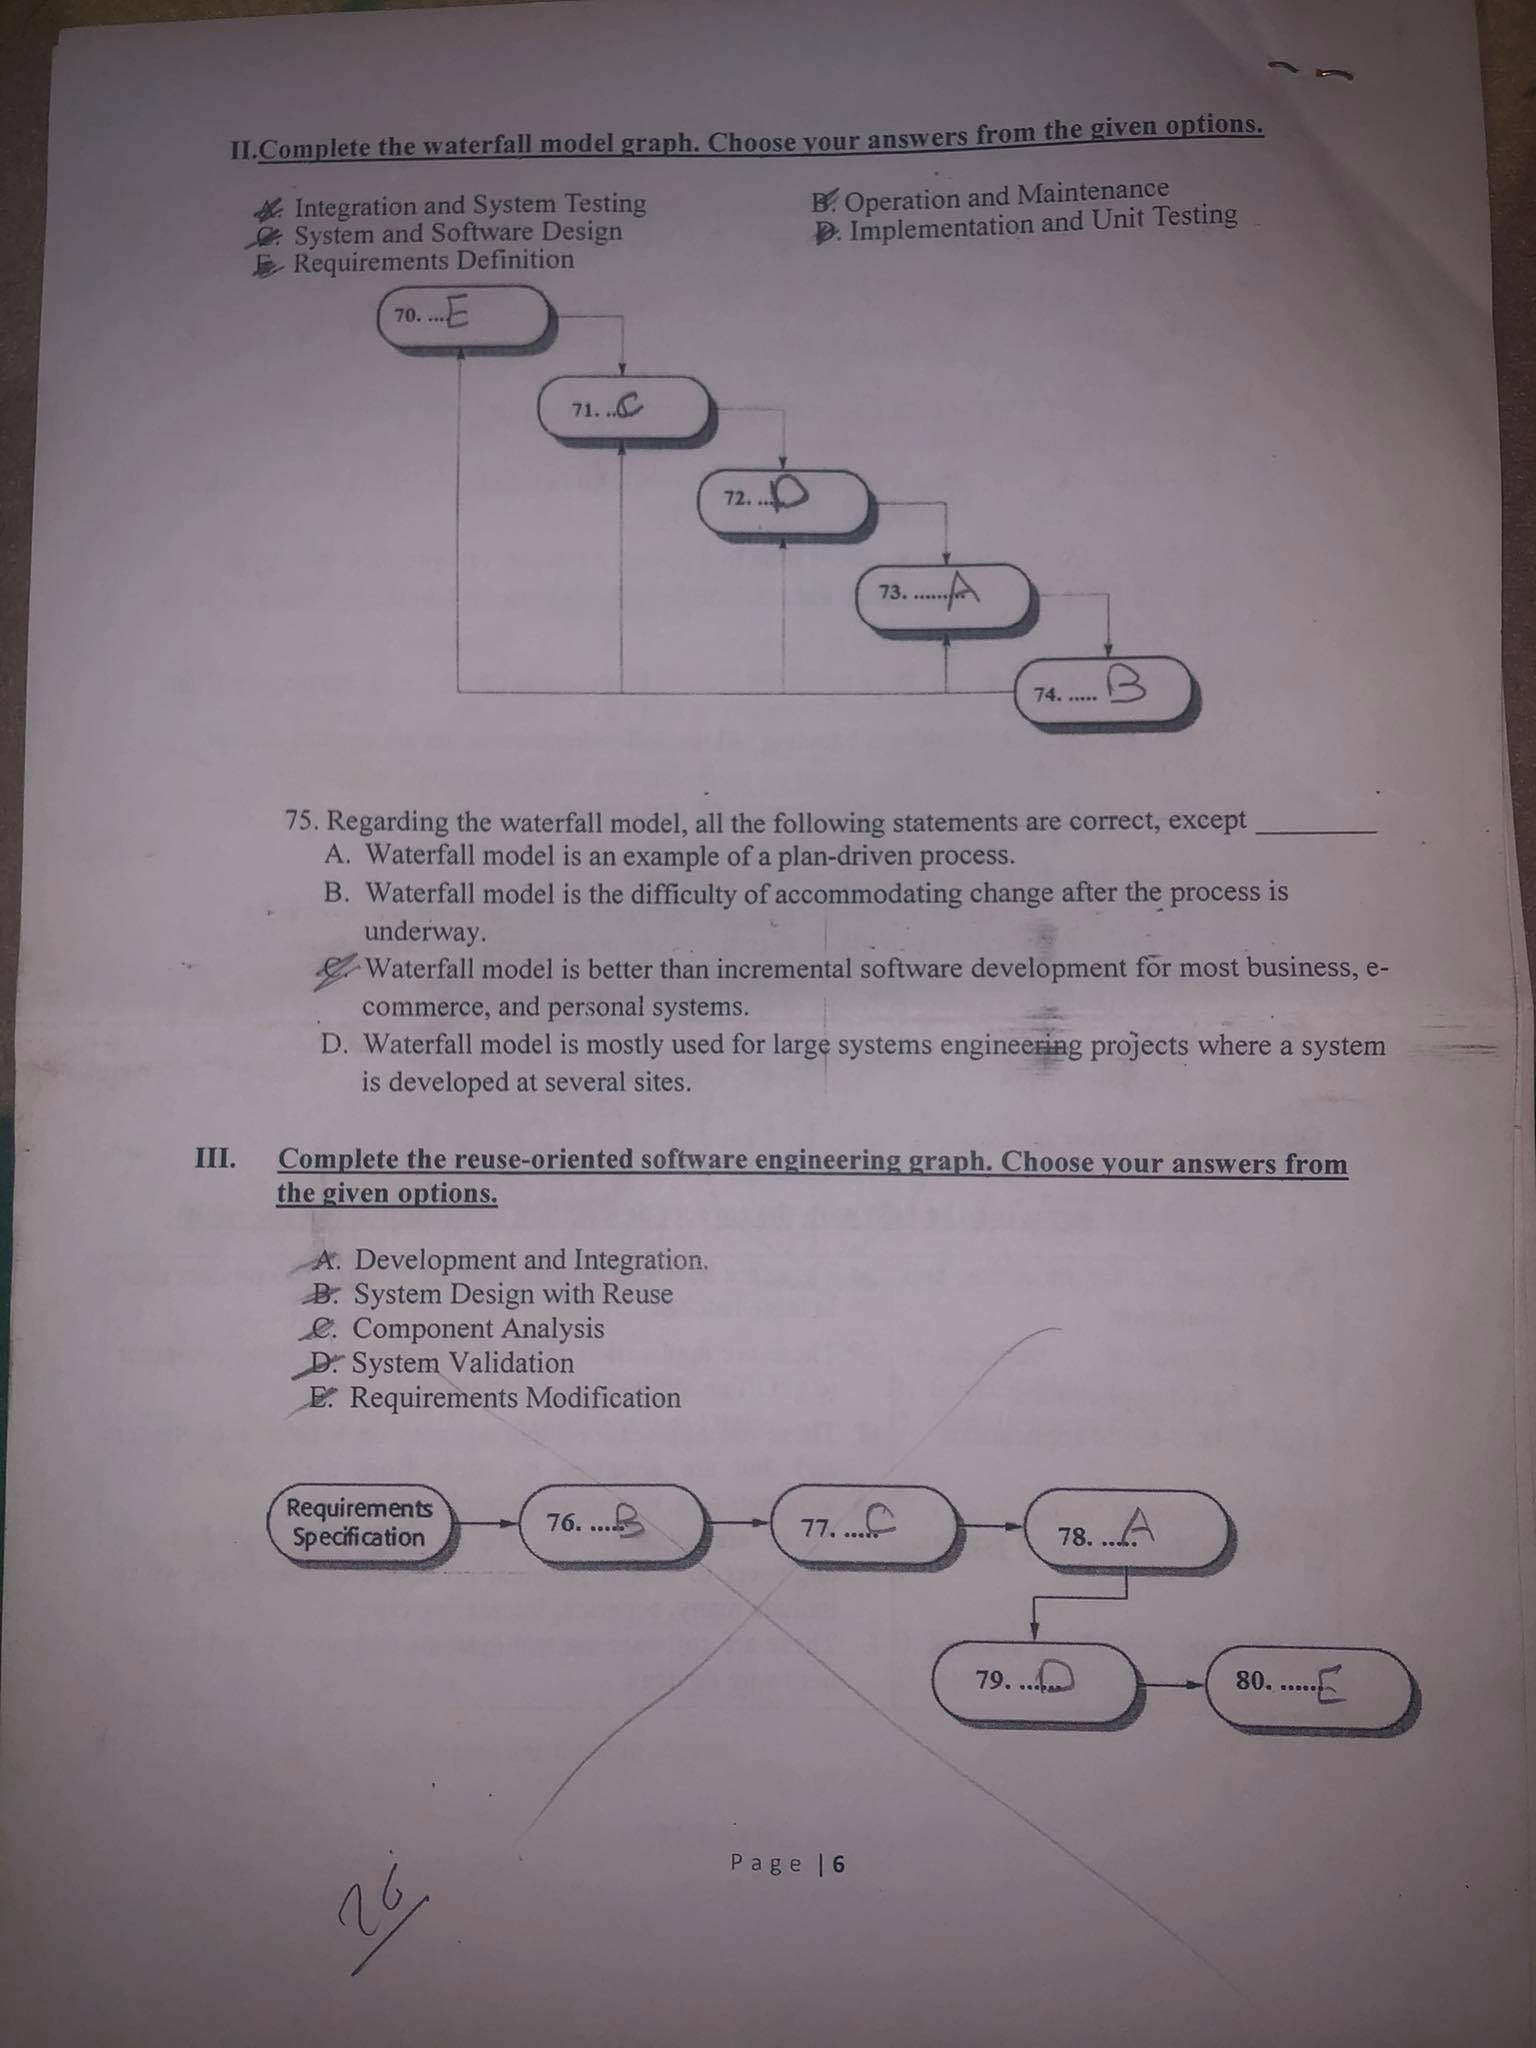 II.Complete the waterfall model graph. Choose your answers from the given options.
A. Integration and System Testing
B. Operation and Maintenance
C. System and Software Design
D. Implementation and Unit Testing
E. Requirements Definition
70. ....E
71. ..C
72. ....D
73. .........A
74. ..... B
75. Regarding the waterfall model, all the following statements are correct, except _________
A. Waterfall model is an example of a plan-driven process.
B. Waterfall model is the difficulty of accommodating change after the process is
underway.
C. Waterfall model is better than incremental software development for most business, e-
commerce, and personal systems.
D. Waterfall model is mostly used for large systems engineering projects where a system
is developed at several sites.
III. Complete the reuse-oriented software engineering graph. Choose your answers from
the given options.
A. Development and Integration.
B. System Design with Reuse
C. Component Analysis
D. System Validation
E. Requirements Modification
Requirements
Specification
76. ......B
77. ......C
78. ......A
79. ......D
80. ......E
Page | 6
26